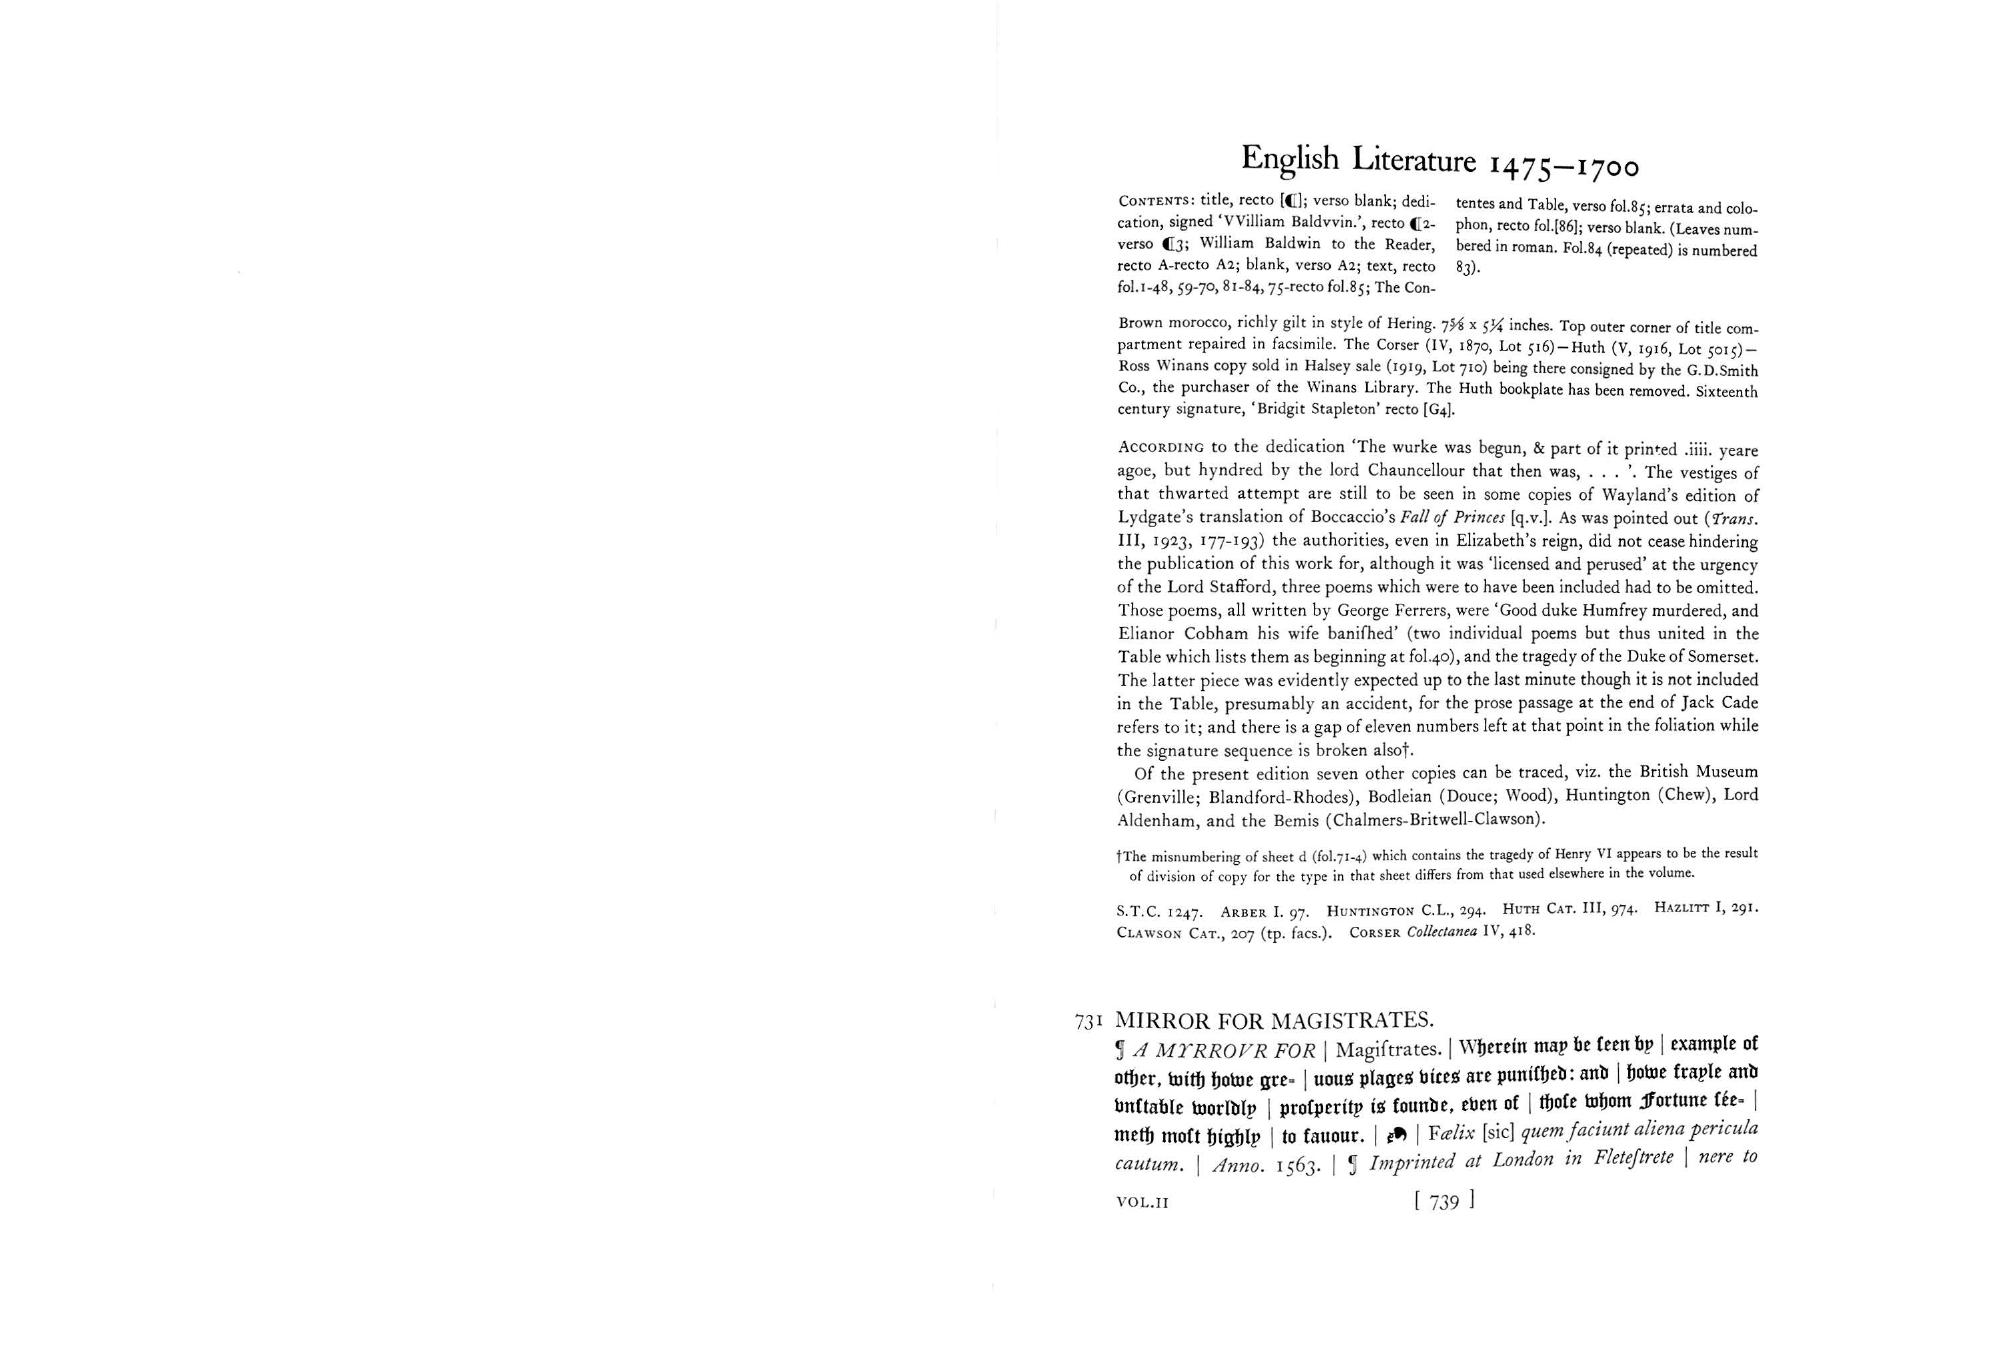 English Literature 1475—1700
CONTENTS: title, recto [¶]; verso blank; dedi-
cation, signed ‘VVilliam Baldvvin.’, recto ¶2-
verso ¶3; William Baldwin to the Reader,
recto A-recto A2; blank, verso A2; text, recto
fol.1-48, 59-70, 81-84, 75-recto fol.85; The Con-
tentes and Table, verso fol.85; errata and colo-
phon, recto fol.[86]; verso blank. (Leaves num-
bered in roman. Fol.84 (repeated) is numbered
83).
Brown morocco, richly gilt in style of Hering. 7⅝ x 5¼ inches. Top outer corner of title com-
partment repaired in facsimile. The Corser (IV, 1870, Lot 516)—Huth (V, 1916, Lot 5015)—
Ross Winans copy sold in Halsey sale (1919, Lot 710) being there consigned by the G.D.Smith
Co., the purchaser of the Winans Library. The Huth bookplate has been removed. Sixteenth
century signature, ‘Bridgit Stapleton’ recto [G4].
ACCORDING to the dedication ‘The wurke was begun, & part of it printed .iiii. yeare
agoe, but hyndred by the lord Chauncellour that then was, . . . ’. The vestiges of
that thwarted attempt are still to be seen in some copies of Wayland’s edition of
Lydgate’s translation of Boccaccio’s Fall of Princes [q.v.]. As was pointed out (Trans.
III, 1923, 177-193) the authorities, even in Elizabeth’s reign, did not cease hindering
the publication of this work for, although it was ‘licensed and perused’ at the urgency
of the Lord Stafford, three poems which were to have been included had to be omitted.
Those poems, all written by George Ferrers, were ‘Good duke Humfrey murdered, and
Elianor Cobham his wife baniſhed’ (two individual poems but thus united in the
Table which lists them as beginning at fol.40), and the tragedy of the Duke of Somerset.
The latter piece was evidently expected up to the last minute though it is not included
in the Table, presumably an accident, for the prose passage at the end of Jack Cade
refers to it; and there is a gap of eleven numbers left at that point in the foliation while
the signature sequence is broken also†.
Of the present edition seven other copies can be traced, viz. the British Museum
(Grenville; Blandford-Rhodes), Bodleian (Douce; Wood), Huntington (Chew), Lord
Aldenham, and the Bemis (Chalmers-Britwell-Clawson).
†The misnumbering of sheet d (fol.71-4) which contains the tragedy of Henry VI appears to be the result
of division of copy for the type in that sheet differs from that used elsewhere in the volume.
S.T.C. 1247. ARBER I. 97. HUNTINGTON C.L., 294. HUTH CAT. III, 974. HAZLITT I, 291.
CLAWSON CAT., 207 (tp. facs.). CORSER Collectanea IV, 418.
731 MIRROR FOR MAGISTRATES.
¶ A MYRROVR FOR | Magiſtrates. | Wherein may be ſeen by | example of
other, with howe gre- | uous plages vices are puniſhed: and | howe frayle and
vnſtable worldly | proſperity is founde, even of | thoſe whom Fortune ſée- |
meth moſt highly | to fauour. | ❧ | Fælix [sic] quem faciunt aliena pericula
cautum. | Anno. 1563. | ¶ Imprinted at London in Fleteſtrete | nere to
VOL.II [ 739 ]